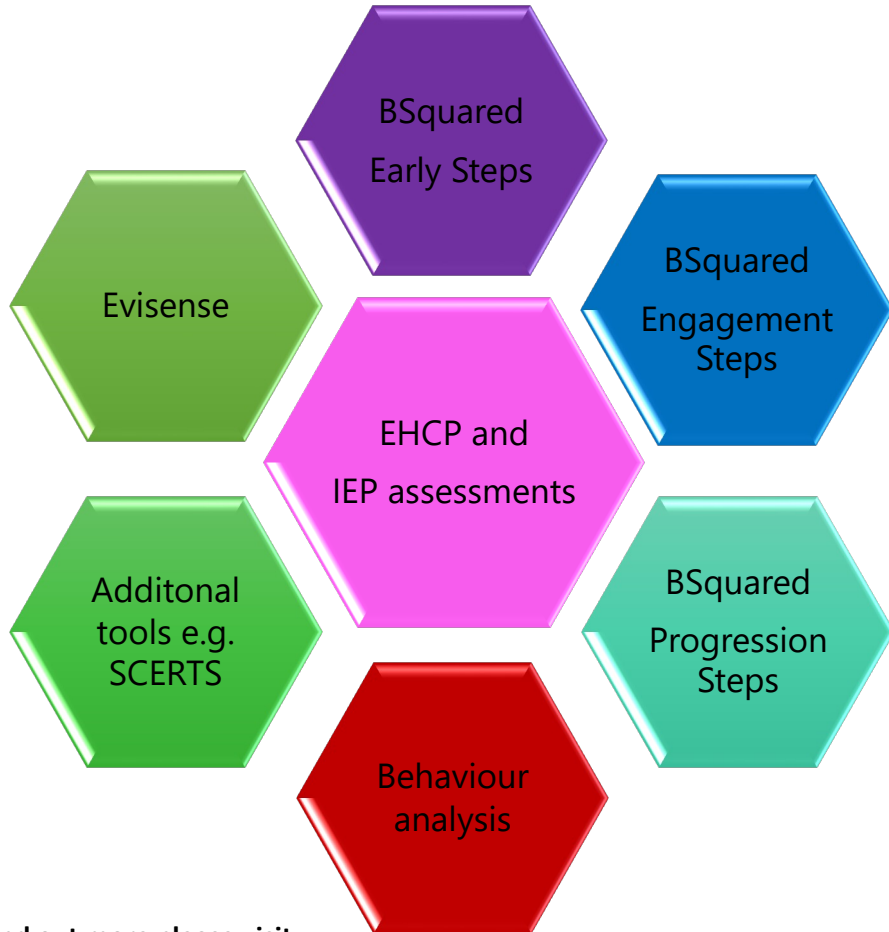 BSquared
Early Steps
Evisense
BSquared
Engagement
Steps
EHCP and
IEP assessments
Additonal
tools e.g.
SCERTS
BSquared
Progression
Steps
Behaviour
analysis